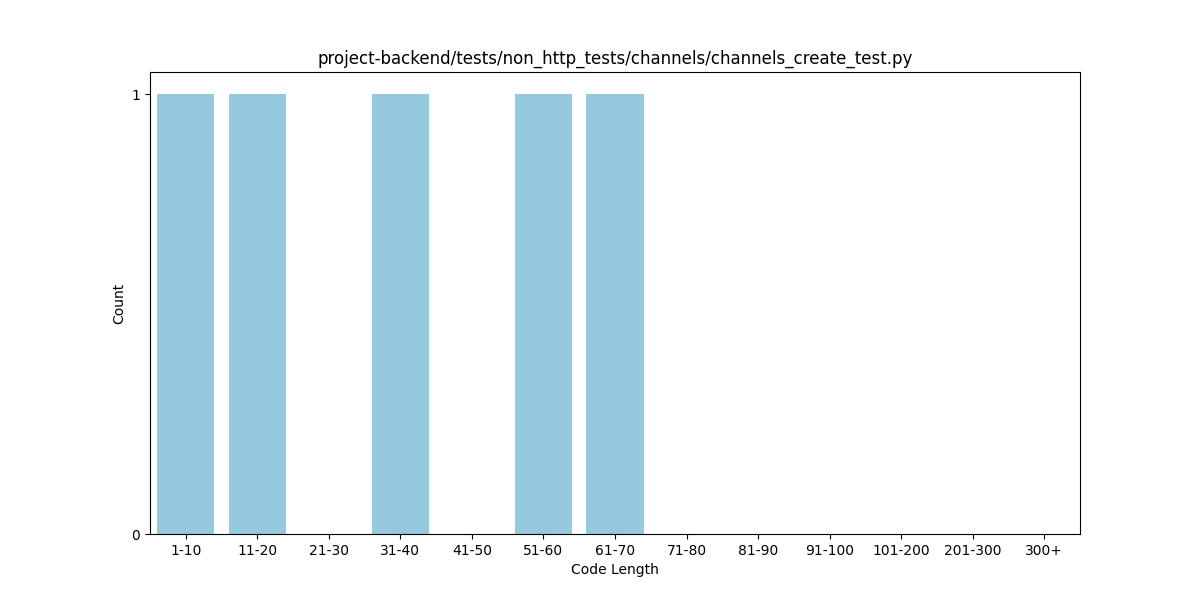 project-backend/tests/non_http_tests/channels/channels_create_test.py
1
0
Count
1-10 11-20 21-30 31-40 41-50 51-60 61-70 71-80 81-90 91-100 101-200 201-300 300+
Code Length